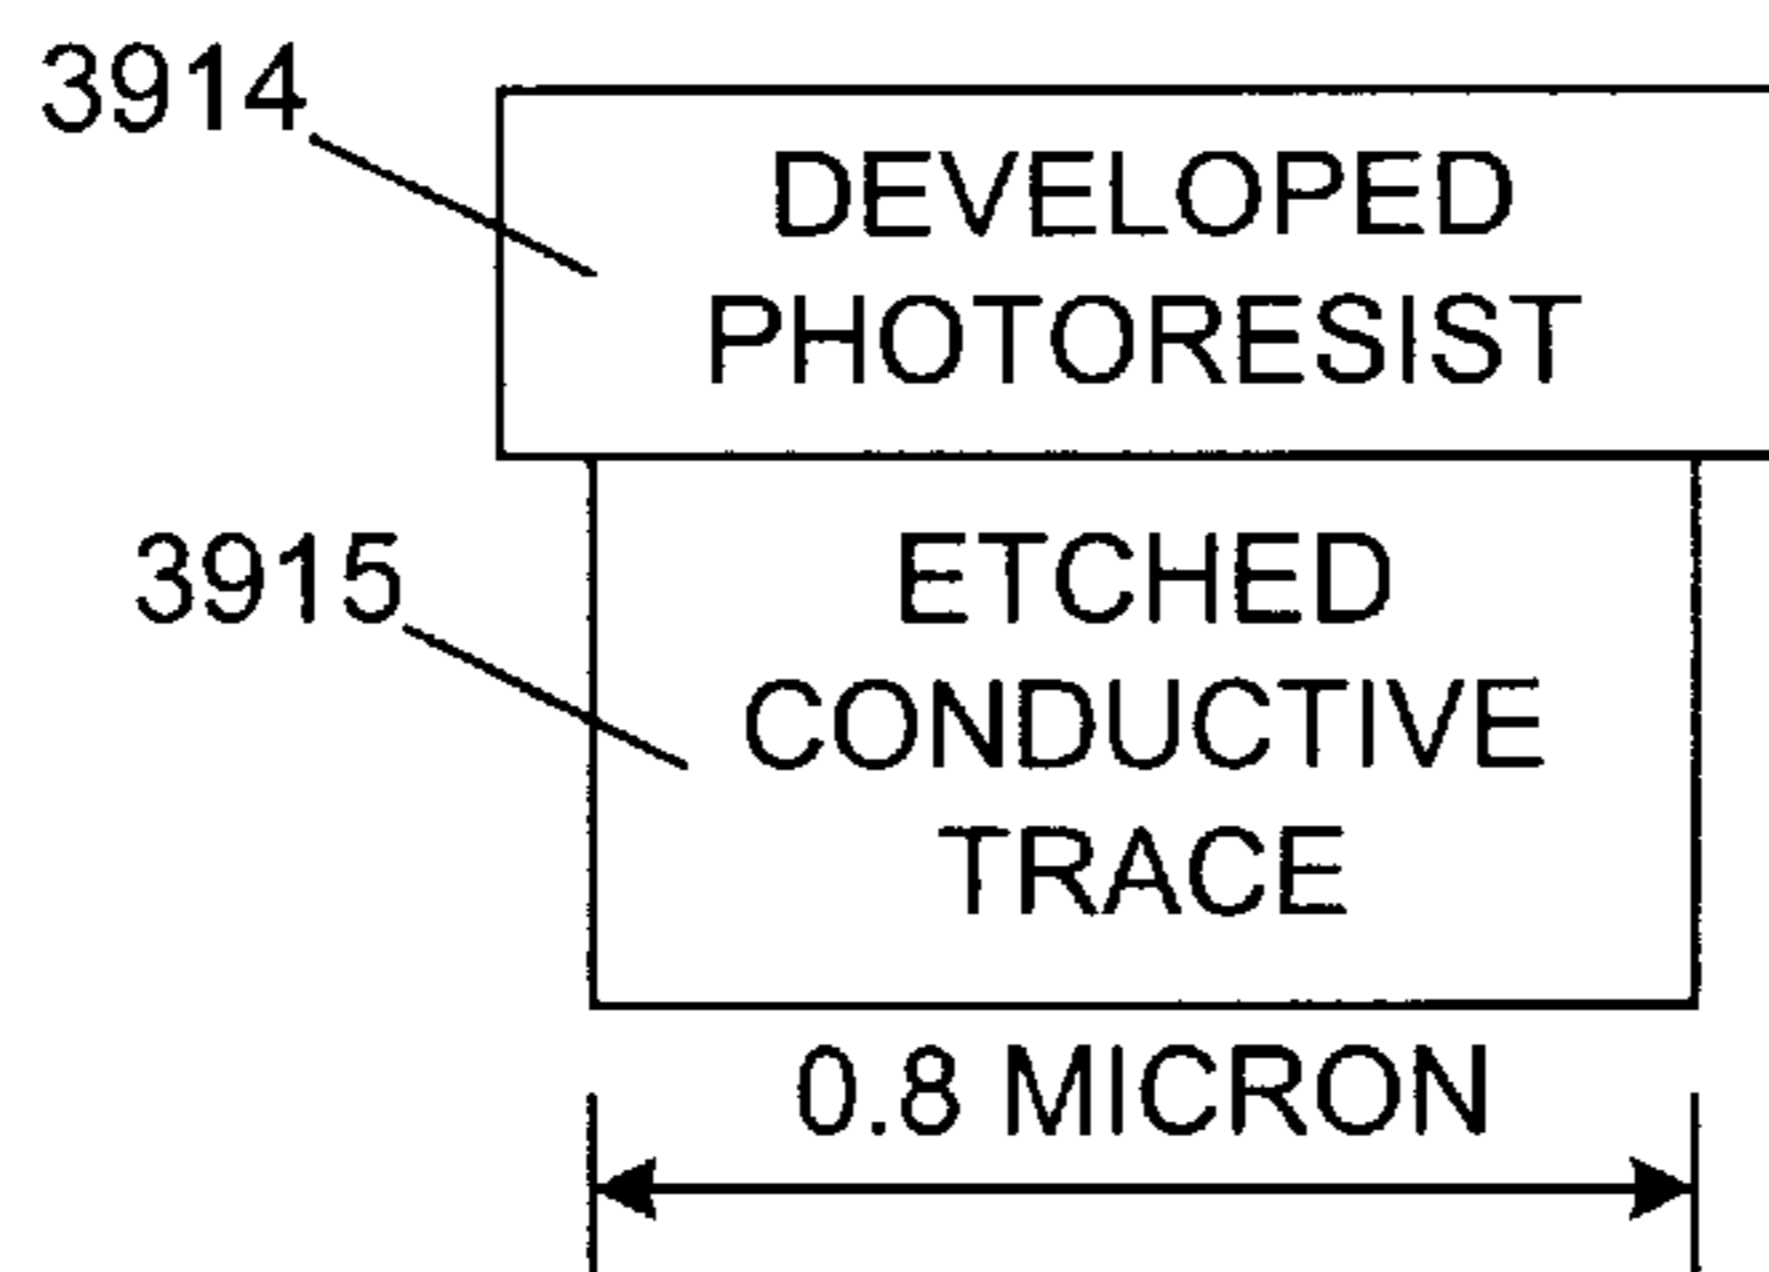 3914
DEVELOPED
PHOTORESIST
3915
ETCHED
CONDUCTIVE
TRACE
0.8 MICRON